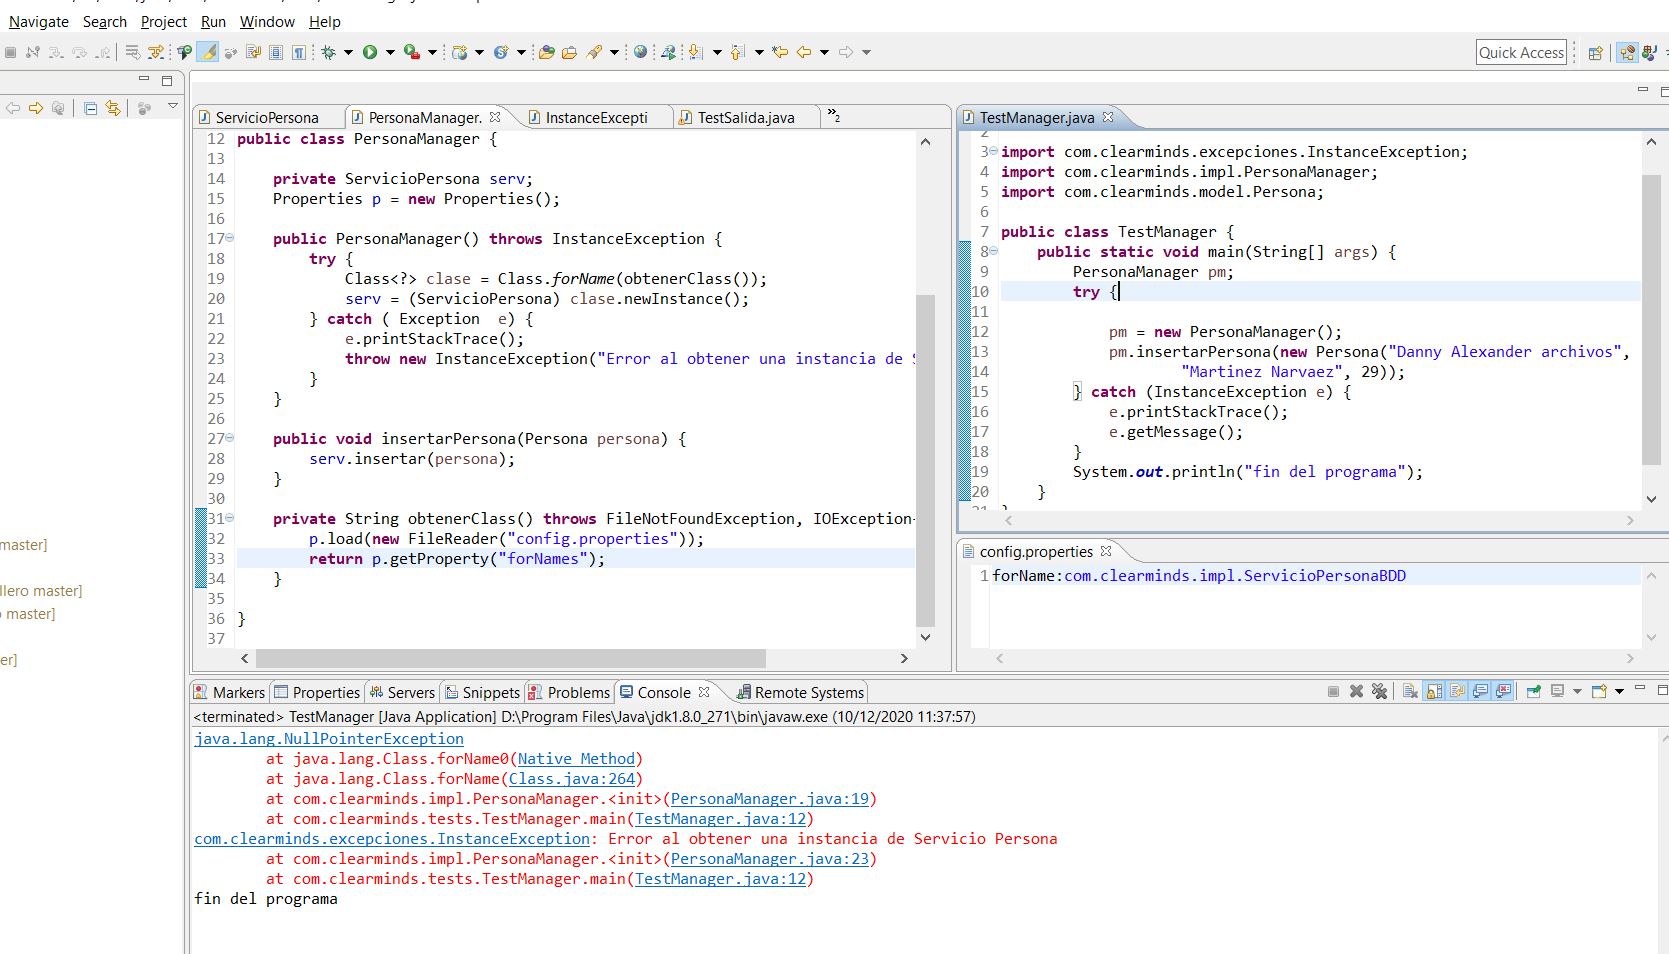 Navigate Search Project Run Window Help
Quick Access
ServicioPersona
PersonaManager.
InstanceExcepti
TestSalida.java
»2
12 public class PersonaManager {
13
14 private ServicioPersona serv;
15 Properties p = new Properties();
16
17 public PersonaManager() throws InstanceException {
18 try {
19 Class<?> clase = Class.forName(obtenerClass());
20 serv = (ServicioPersona) clase.newInstance();
21 } catch ( Exception e) {
22 e.printStackTrace();
23 throw new InstanceException("Error al obtener una instancia de
24 }
25 }
26
27 public void insertarPersona(Persona persona) {
28 serv.insertar(persona);
29 }
30
31 private String obtenerClass() throws FileNotFoundException, IOException
32 p.load(new FileReader("config.properties"));
33 return p.getProperty("forNames");
34 }
35
36 }
37
TestManager.java
2
3 import com.clearminds.excepciones.InstanceException;
4 import com.clearminds.impl.PersonaManager;
5 import com.clearminds.model.Persona;
6
7 public class TestManager {
8 public static void main(String[] args) {
9 PersonaManager pm;
10 try {
11
12 pm = new PersonaManager();
13 pm.insertarPersona(new Persona("Danny Alexander archivos",
14 "Martinez Narvaez", 29));
15 } catch (InstanceException e) {
16 e.printStackTrace();
17 e.getMessage();
18 }
19 System.out.println("fin del programa");
20 }
21 }
config.properties
1 forName:com.clearminds.impl.ServicioPersonaBDD
master]
llero master]
o master]
er]
Markers Properties Servers Snippets Problems Console Remote Systems
<terminated> TestManager [Java Application] D:\Program Files\Java\jdk1.8.0_271\bin\javaw.exe (10/12/2020 11:37:57)
java.lang.NullPointerException
at java.lang.Class.forName0(Native Method)
at java.lang.Class.forName(Class.java:264)
at com.clearminds.impl.PersonaManager.<init>(PersonaManager.java:19)
at com.clearminds.tests.TestManager.main(TestManager.java:12)
com.clearminds.excepciones.InstanceException: Error al obtener una instancia de Servicio Persona
at com.clearminds.impl.PersonaManager.<init>(PersonaManager.java:23)
at com.clearminds.tests.TestManager.main(TestManager.java:12)
fin del programa